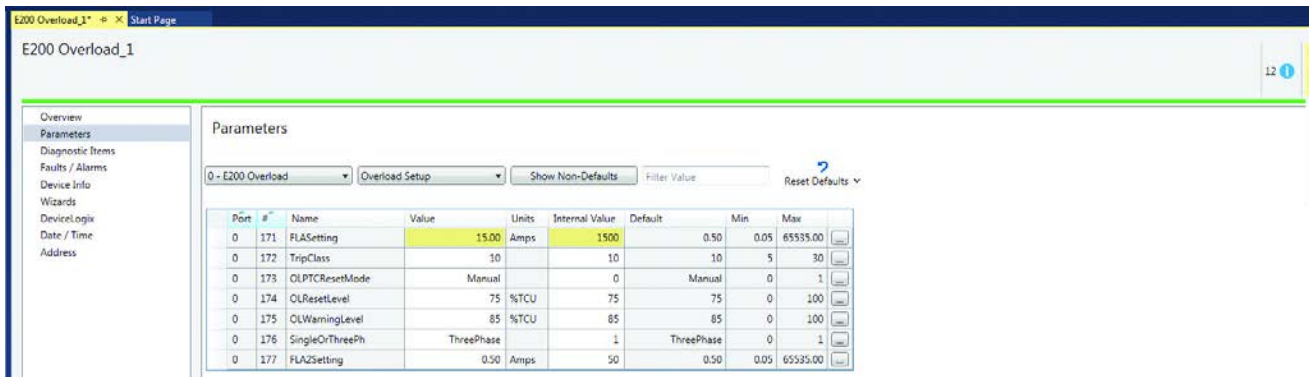 E200 Overload_1* Start Page
E200 Overload_1
12
Overview
Parameters
Diagnostic Items
Faults / Alarms
Device Info
Wizards
DeviceLogix
Date / Time
Address
Parameters
0 - E200 Overload Overload Setup Show Non-Defaults Filter Value Reset Defaults
Port # Name Value Units Internal Value Default Min Max
0 171 FLASetting 15.00 Amps 1500 0.50 0.05 65535.00 ...
0 172 TripClass 10 10 10 5 30 ...
0 173 OLPTCResetMode Manual 0 Manual 0 1 ...
0 174 OLResetLevel 75 %TCU 75 75 0 100 ...
0 175 OLWarningLevel 85 %TCU 85 85 0 100 ...
0 176 SingleOrThreePh ThreePhase 1 ThreePhase 0 1 ...
0 177 FLA2Setting 0.50 Amps 50 0.50 0.05 65535.00 ...